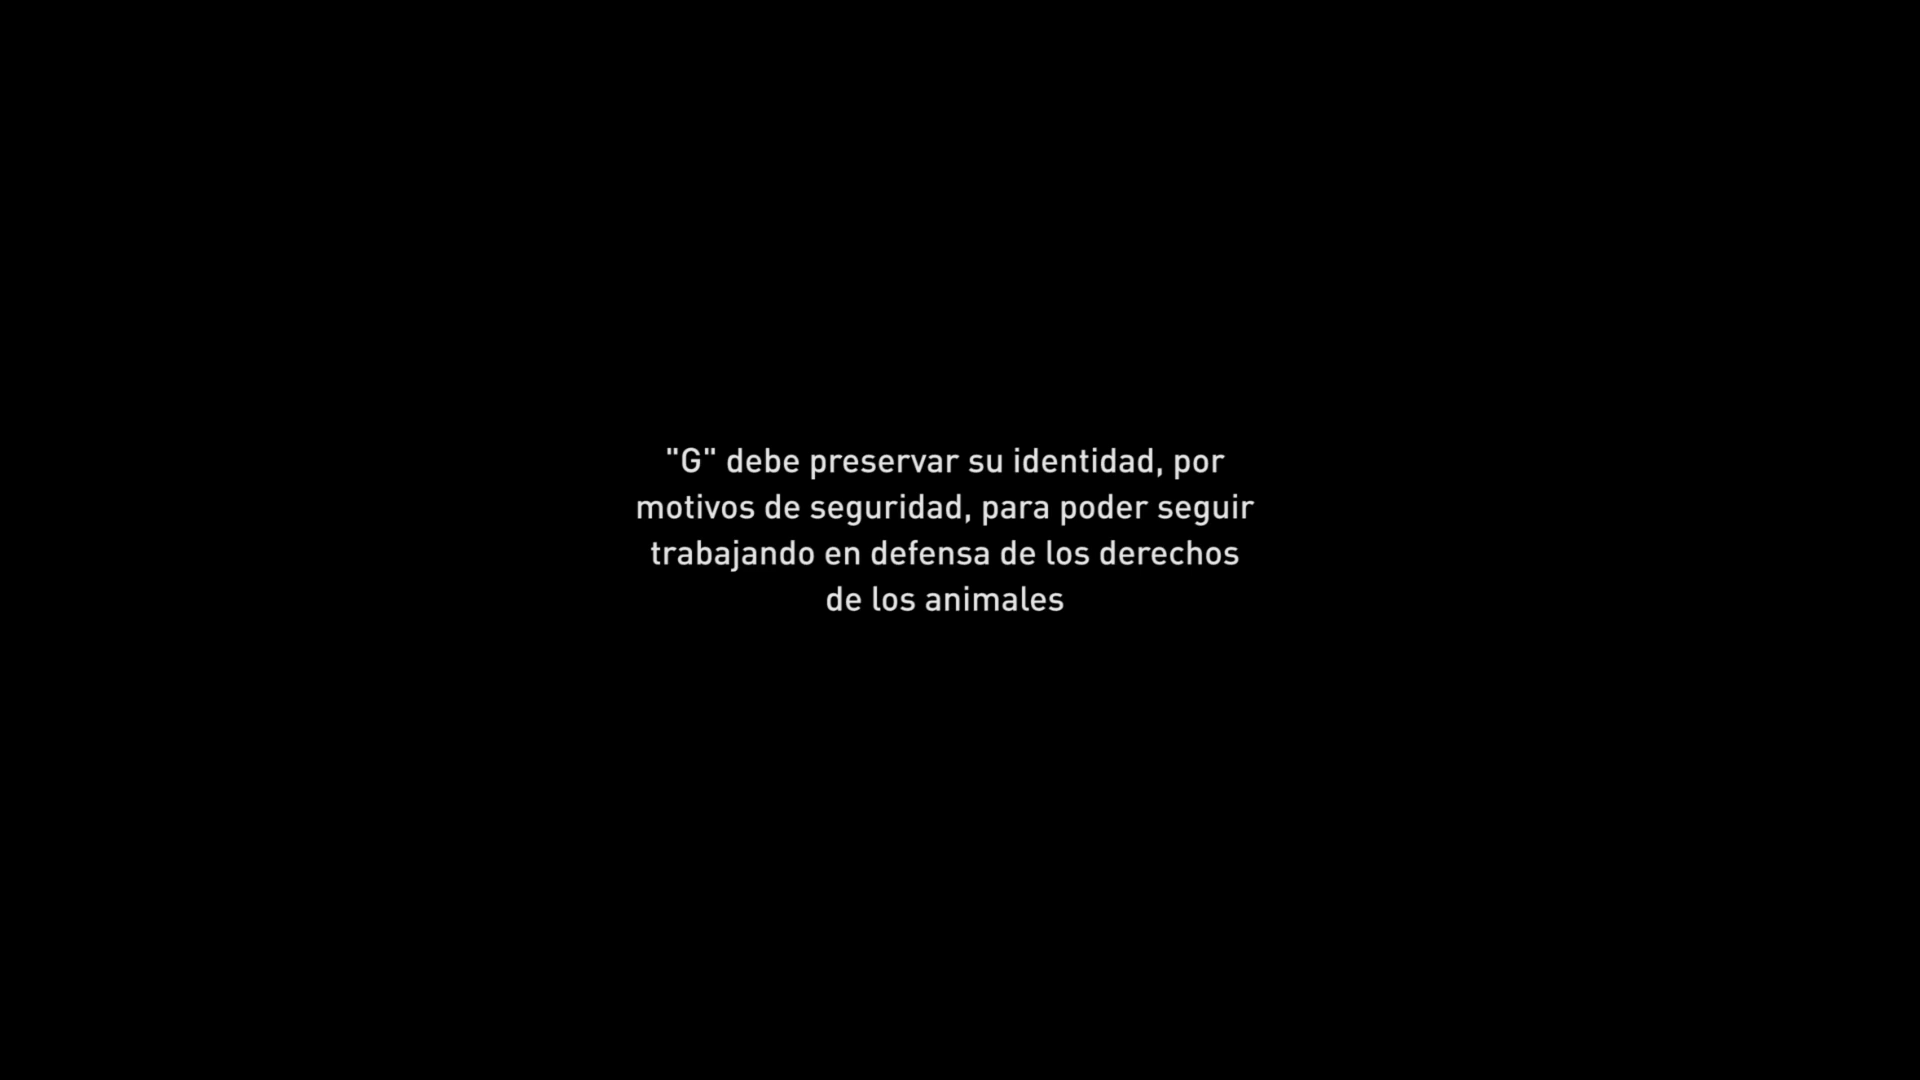 "G" debe preservar su identidad, por
motivos de seguridad, para poder seguir
trabajando en defensa de los derechos
de los animales